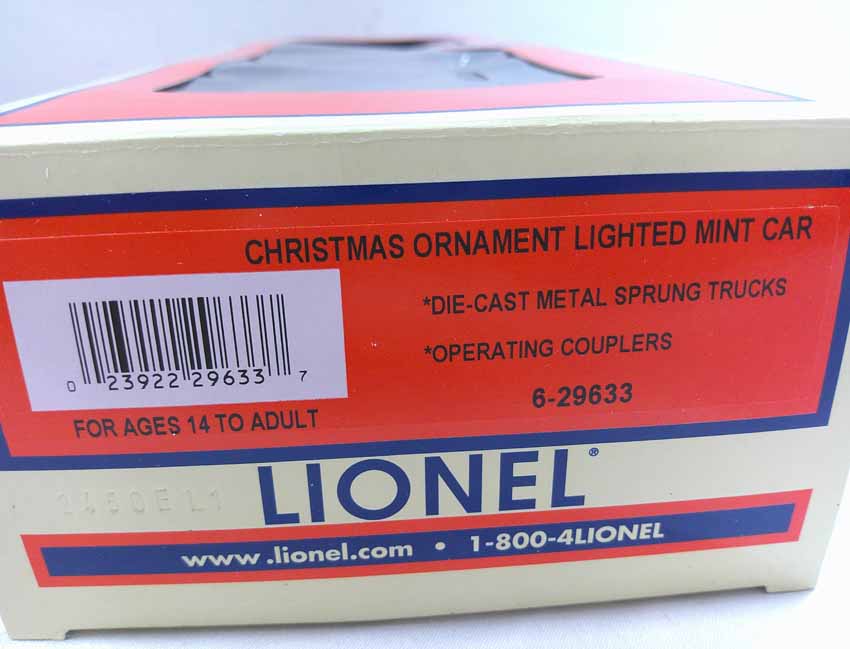 CHRISTMAS ORNAMENT LIGHTED MINT CAR
*DIE-CAST METAL SPRUNG TRUCKS
*OPERATING COUPLERS
6-29633
0 23922 29633 7
FOR AGES 14 TO ADULT
LIONEL®
www.lionel.com • 1-800-4LIONEL